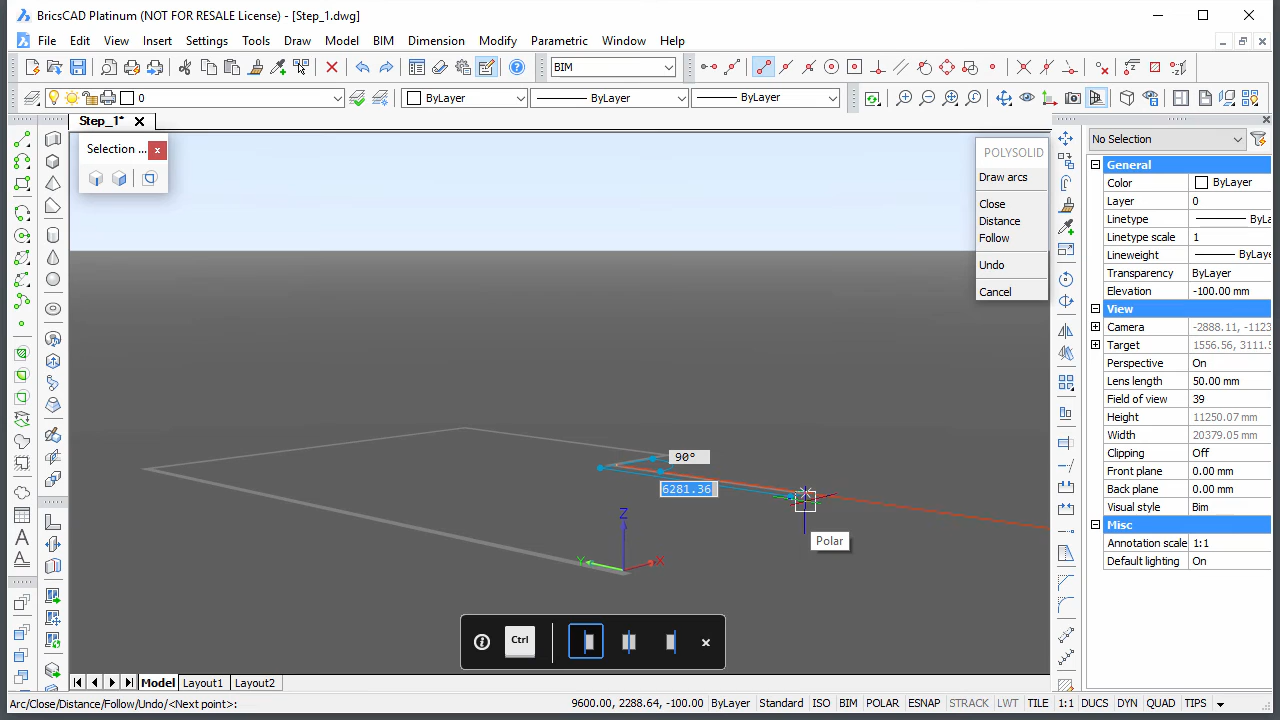 BricsCAD Platinum (NOT FOR RESALE License) - [Step_1.dwg]
File Edit View Insert Settings Tools Draw Model BIM Dimension Modify Parametric Window Help
BIM
0 ByLayer ByLayer ByLayer
Step_1*
Selection ...
POLYSOLID
Draw arcs
Close
Distance
Follow
Undo
Cancel
No Selection
General
Color ByLayer
Layer 0
Linetype ByLa
Linetype scale 1
Lineweight ByLaye
Transparency ByLayer
Elevation -100.00 mm
View
Camera -2888.11, -1123
Target 1556.56, 3111.5
Perspective On
Lens length 50.00 mm
Field of view 39
Height 11250.07 mm
Width 20379.05 mm
Clipping Off
Front plane 0.00 mm
Back plane 0.00 mm
Visual style Bim
Misc
Annotation scale 1:1
Default lighting On
90°
6281.36
Polar
Z
Y X
Ctrl
Model Layout1 Layout2
Arc/Close/Distance/Follow/Undo/<Next point>: 9600.00, 2288.64, -100.00 ByLayer Standard ISO BIM POLAR ESNAP STRACK LWT TILE 1:1 DUCS DYN QUAD TIPS